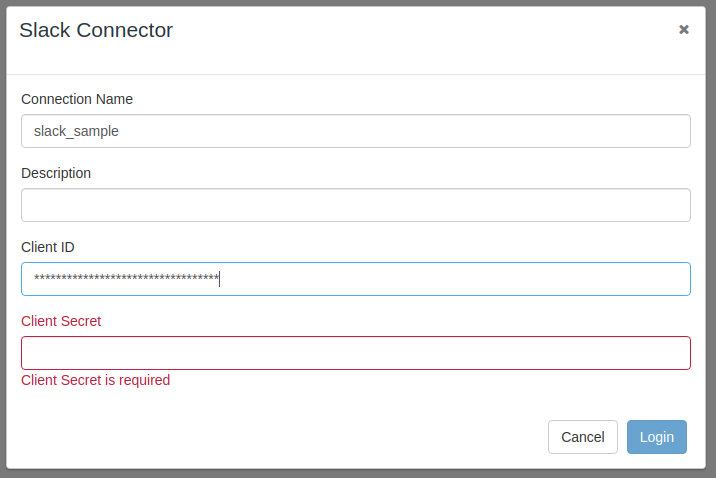 Slack Connector
✖
Connection Name
slack_sample
Description
Client ID
**********************************
Client Secret
Client Secret is required
Cancel Login